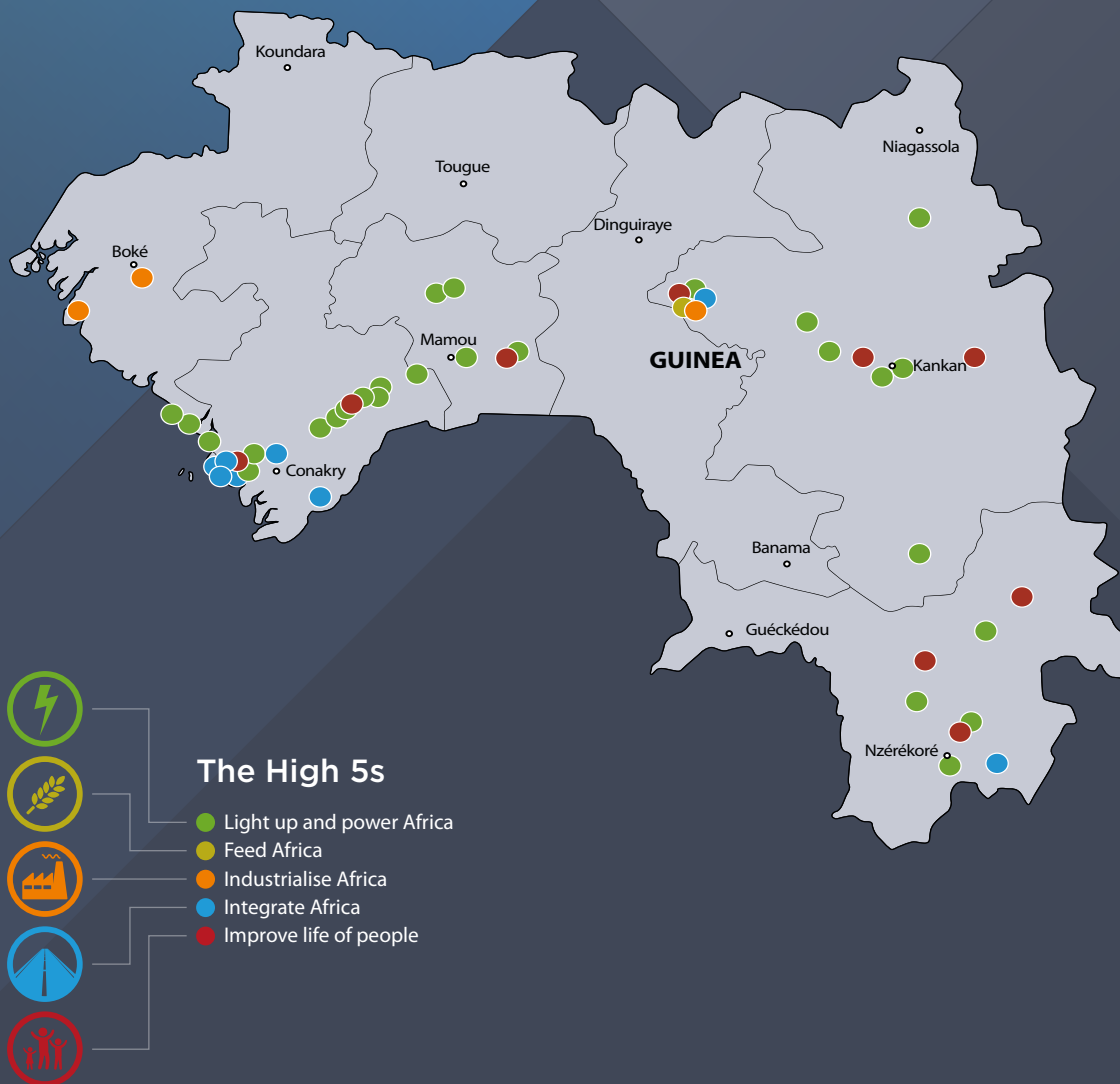 Koundara
Niagassola
Tougue
Dinguiraye
Boké
Mamou
GUINEA
Kankan
Conakry
Banama
Guéckédou
Nzérékoré
The High 5s
Light up and power Africa
Feed Africa
Industrialise Africa
Integrate Africa
Improve life of people